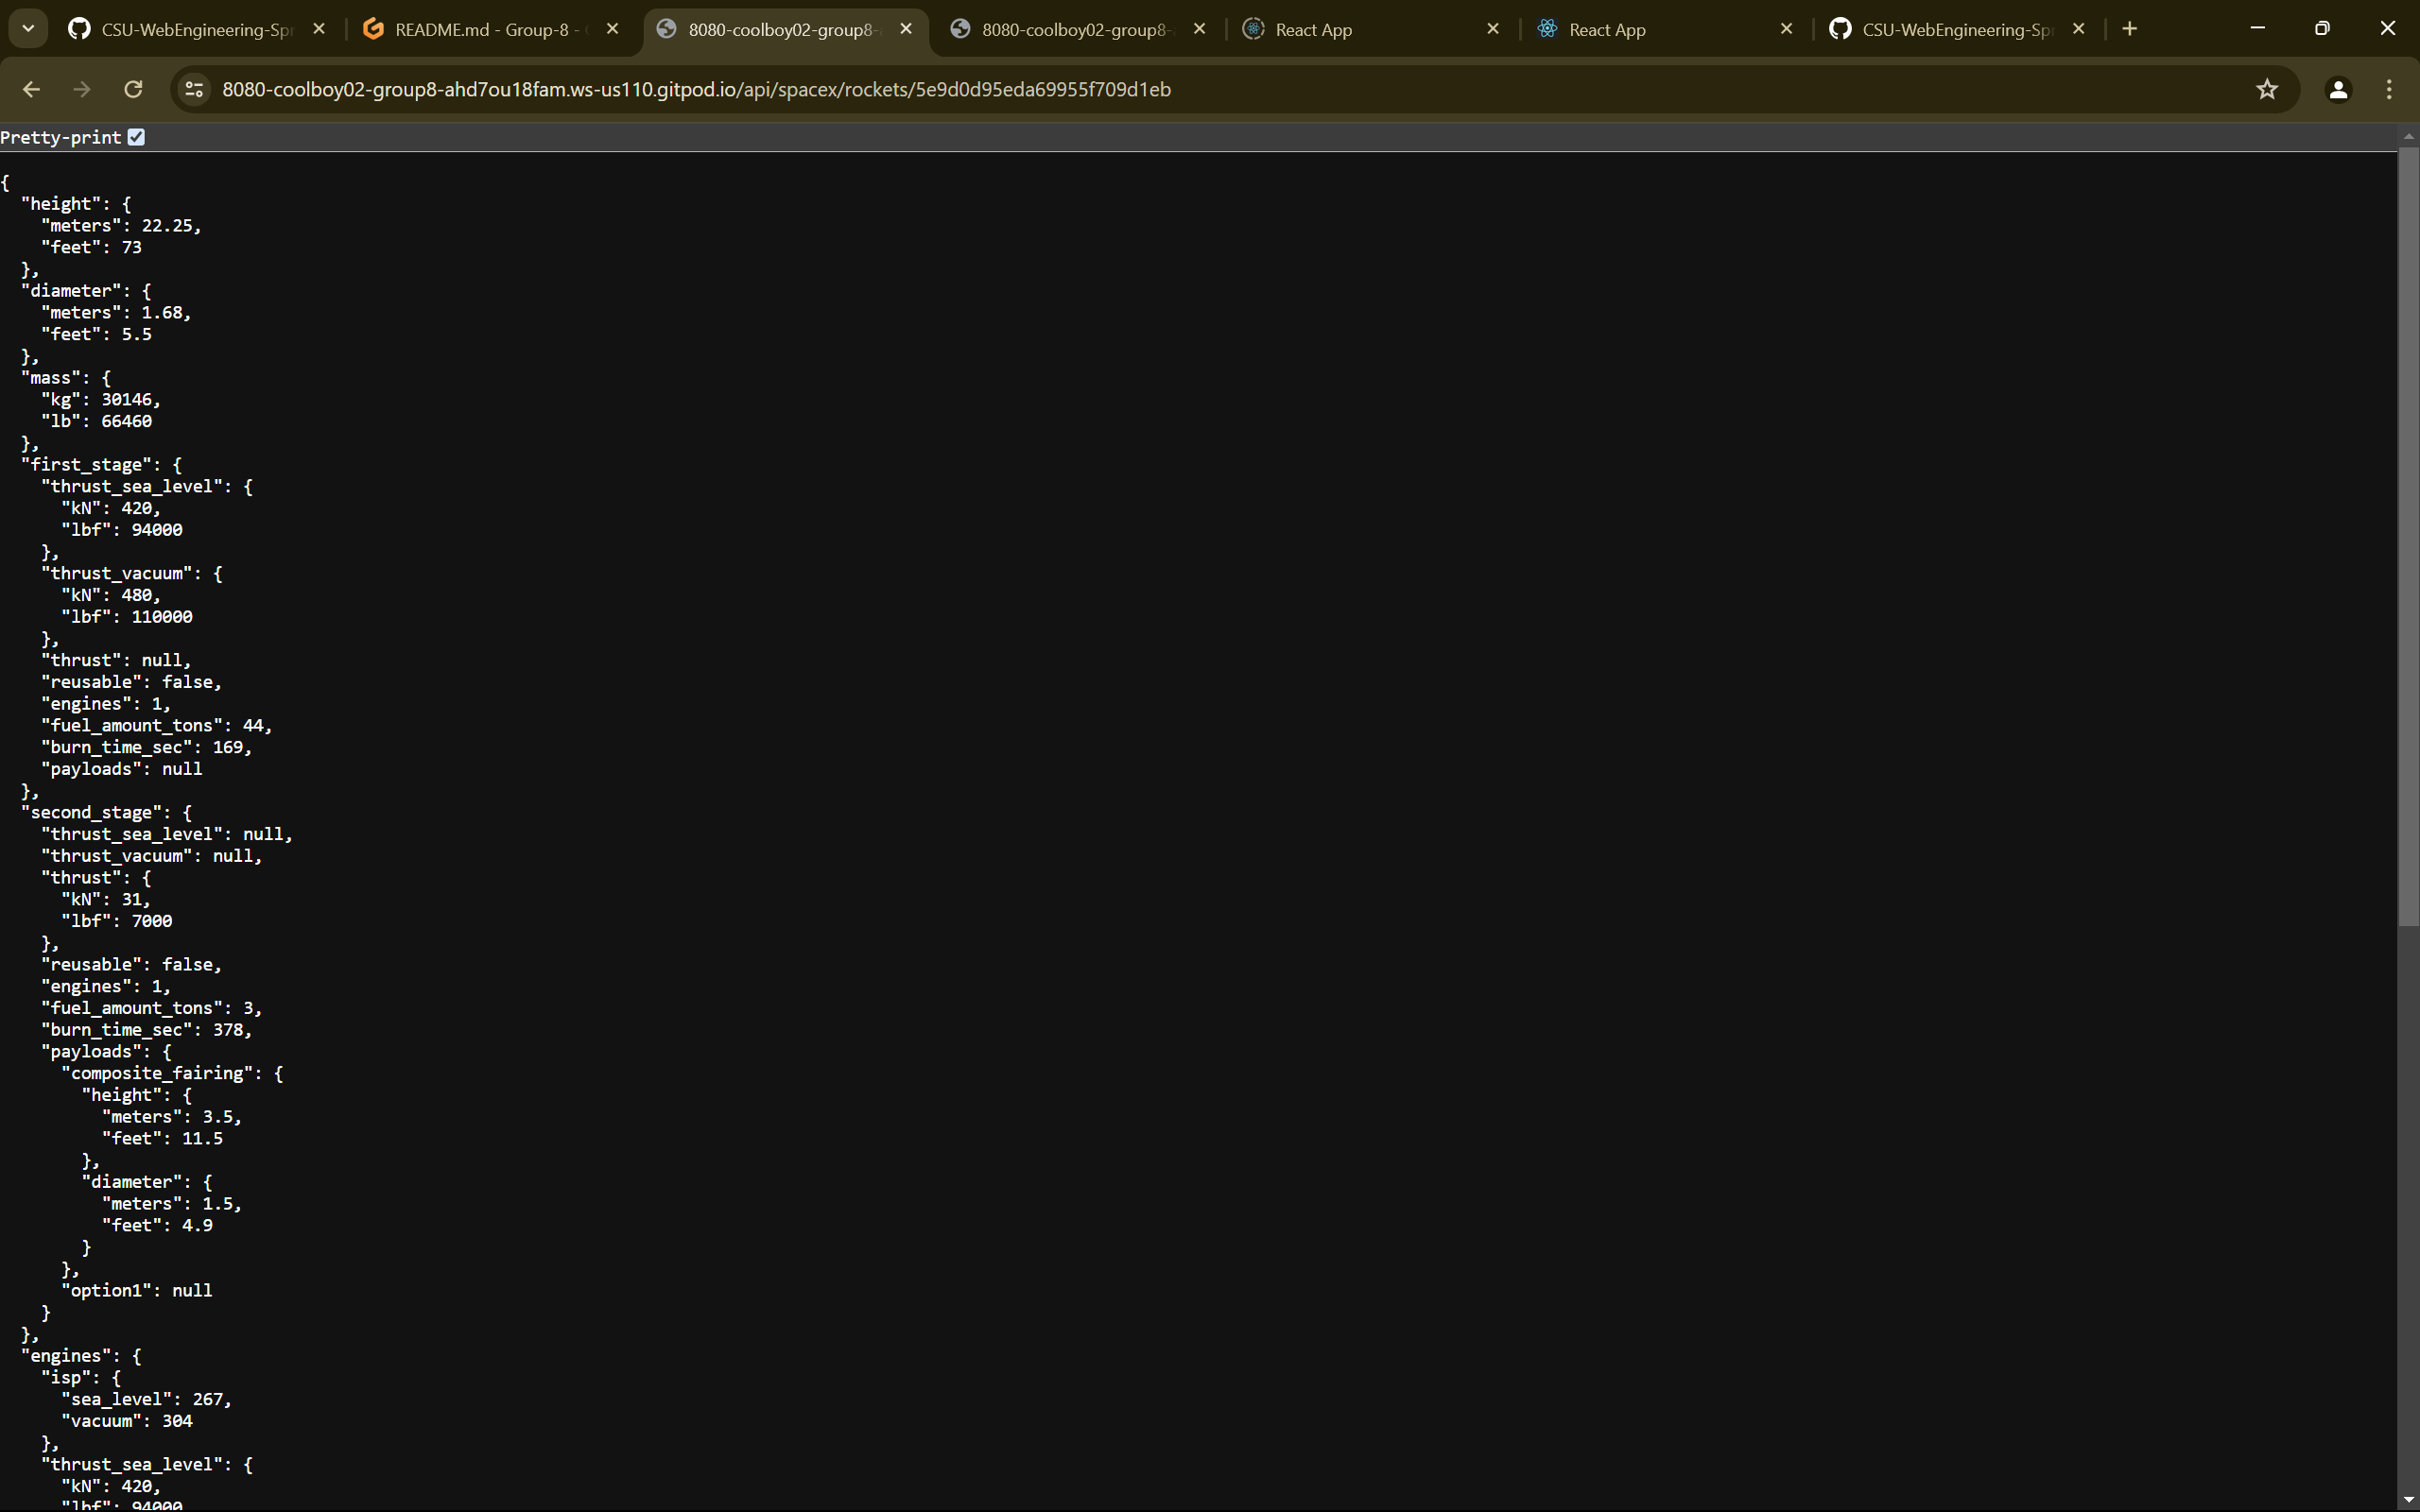 CSU-WebEngineering-Spr
README.md - Group-8 -
8080-coolboy02-group8-
8080-coolboy02-group8-
React App
React App
CSU-WebEngineering-Spr
8080-coolboy02-group8-ahd7ou18fam.ws-us110.gitpod.io/api/spacex/rockets/5e9d0d95eda69955f709d1eb
Pretty-print
{
  "height": {
    "meters": 22.25,
    "feet": 73
  },
  "diameter": {
    "meters": 1.68,
    "feet": 5.5
  },
  "mass": {
    "kg": 30146,
    "lb": 66460
  },
  "first_stage": {
    "thrust_sea_level": {
      "kN": 420,
      "lbf": 94000
    },
    "thrust_vacuum": {
      "kN": 480,
      "lbf": 110000
    },
    "thrust": null,
    "reusable": false,
    "engines": 1,
    "fuel_amount_tons": 44,
    "burn_time_sec": 169,
    "payloads": null
  },
  "second_stage": {
    "thrust_sea_level": null,
    "thrust_vacuum": null,
    "thrust": {
      "kN": 31,
      "lbf": 7000
    },
    "reusable": false,
    "engines": 1,
    "fuel_amount_tons": 3,
    "burn_time_sec": 378,
    "payloads": {
      "composite_fairing": {
        "height": {
          "meters": 3.5,
          "feet": 11.5
        },
        "diameter": {
          "meters": 1.5,
          "feet": 4.9
        }
      },
      "option1": null
    }
  },
  "engines": {
    "isp": {
      "sea_level": 267,
      "vacuum": 304
    },
    "thrust_sea_level": {
      "kN": 420,
      "lbf": 94000